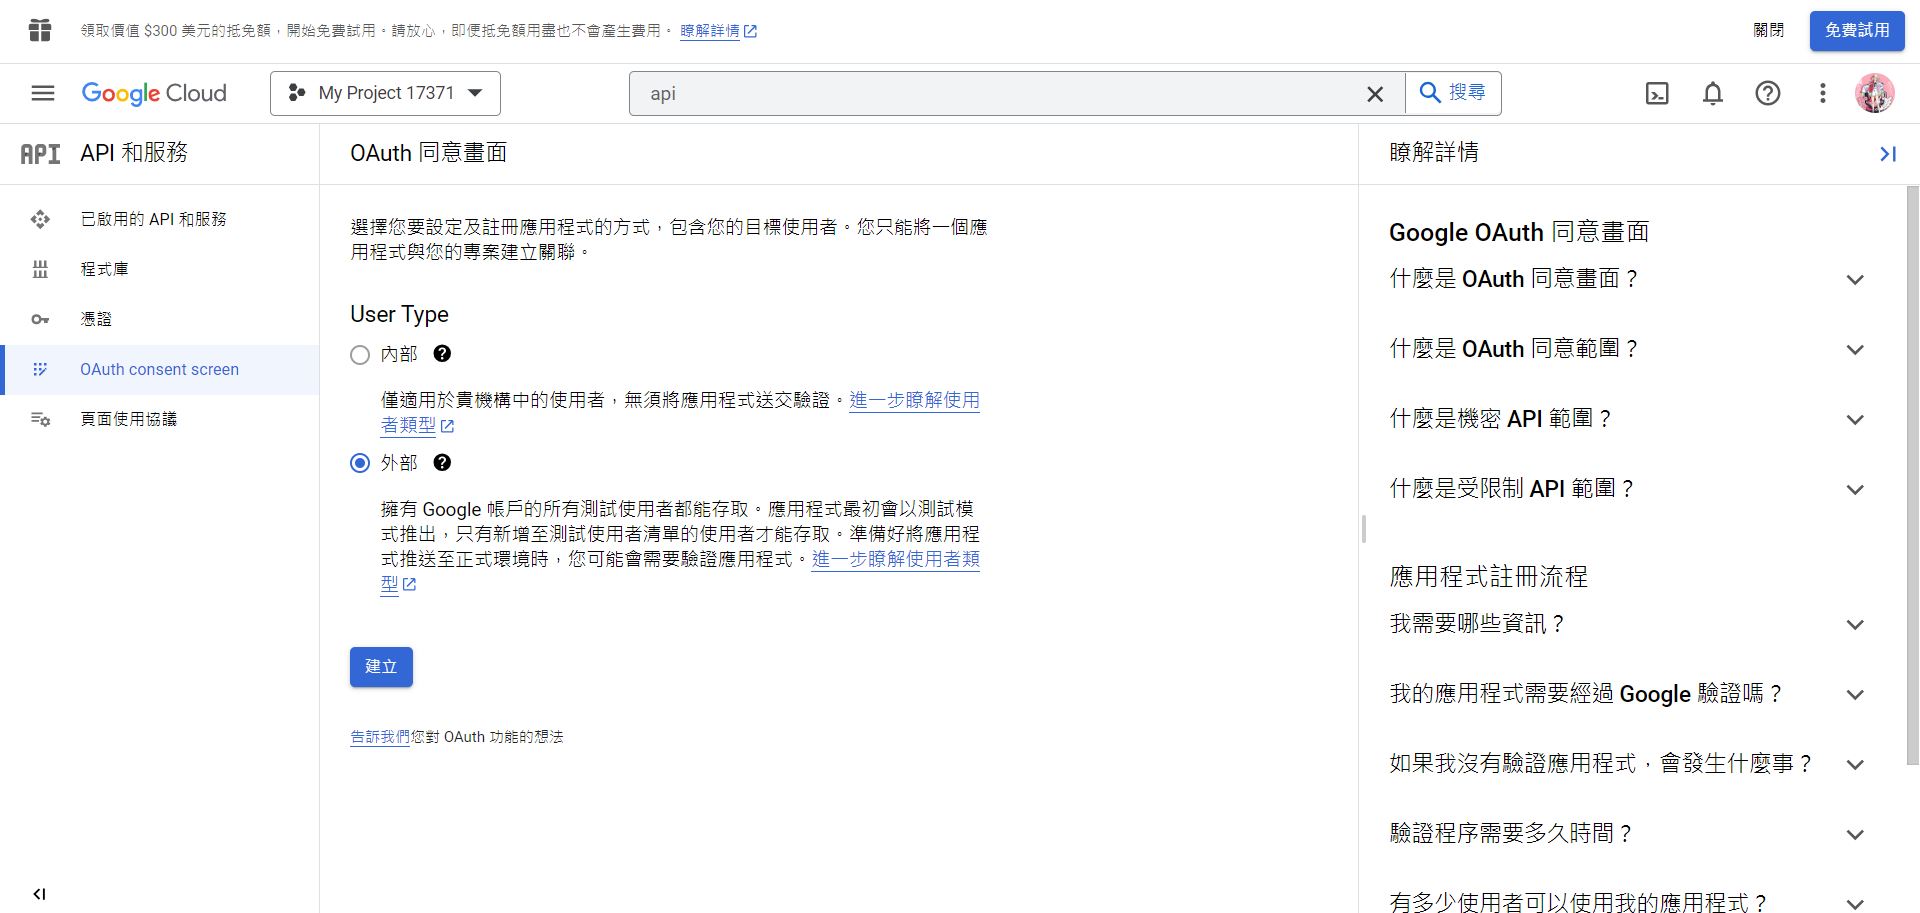 領取價值 $300 美元的抵免額，開始免費試用。請放心，即便抵免額用盡也不會產生費用。 瞭解詳情
關閉
免費試用
Google Cloud
My Project 17371
api
搜尋
API API 和服務
已啟用的 API 和服務
程式庫
憑證
OAuth consent screen
頁面使用協議
OAuth 同意畫面
選擇您要設定及註冊應用程式的方式，包含您的目標使用者。您只能將一個應
用程式與您的專案建立關聯。
User Type
內部
僅適用於貴機構中的使用者，無須將應用程式送交驗證。進一步瞭解使用
者類型
外部
擁有 Google 帳戶的所有測試使用者都能存取。應用程式最初會以測試模
式推出，只有新增至測試使用者清單的使用者才能存取。準備好將應用程
式推送至正式環境時，您可能會需要驗證應用程式。進一步瞭解使用者類
型
建立
告訴我們您對 OAuth 功能的想法
瞭解詳情
Google OAuth 同意畫面
什麼是 OAuth 同意畫面？
什麼是 OAuth 同意範圍？
什麼是機密 API 範圍？
什麼是受限制 API 範圍？
應用程式註冊流程
我需要哪些資訊？
我的應用程式需要經過 Google 驗證嗎？
如果我沒有驗證應用程式，會發生什麼事？
驗證程序需要多久時間？
有多少使用者可以使用我的應用程式？